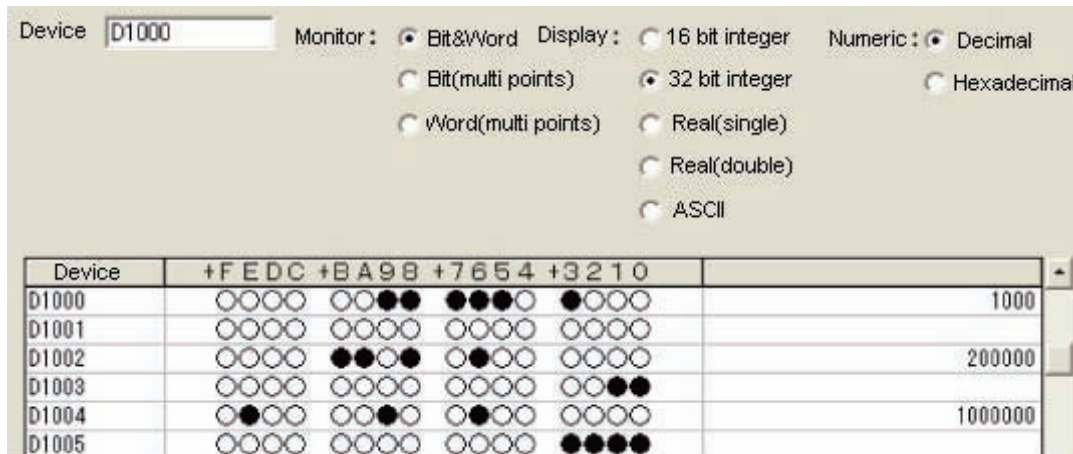 Device D1000 Monitor: Bit&Word Display: 16 bit integer Numeric: Decimal
Bit(multi points) 32 bit integer Hexadecimal
Word(multi points) Real(single)
Real(double)
ASCII
Device +FEDC +BA98 +7654 +3210
D1000 1000
D1001
D1002 200000
D1003
D1004 1000000
D1005